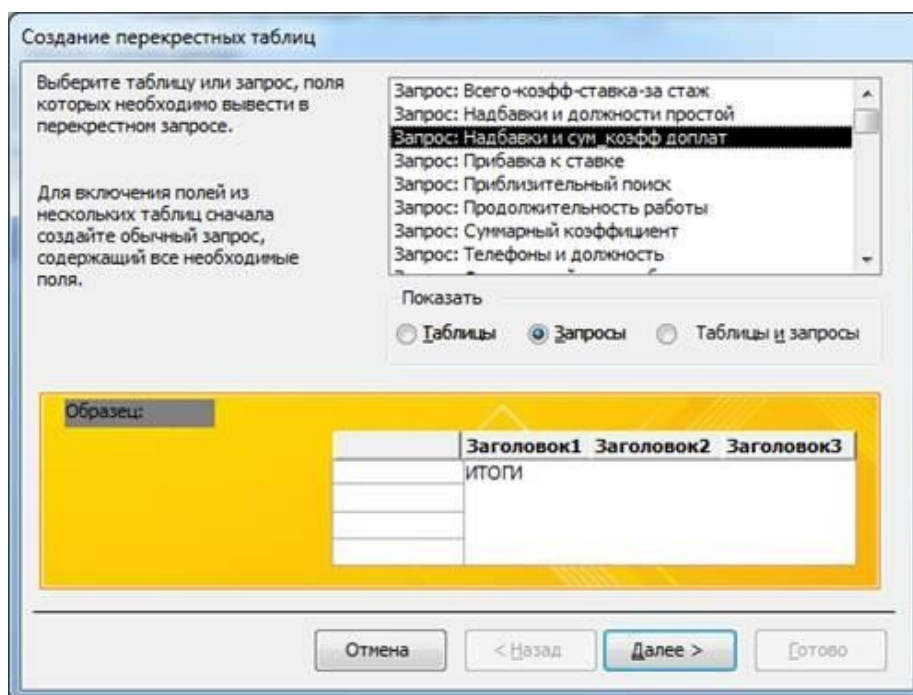 Создание перекрестных таблиц
Выберите таблицу или запрос, поля
которых необходимо вывести в
перекрестном запросе.
Для включения полей из
нескольких таблиц сначала
создайте обычный запрос,
содержащий все необходимые
поля.
Запрос: Всего-коэфф-ставка-за стаж
Запрос: Надбавки и должности простой
Запрос: Надбавки и сум_коэфф доплат
Запрос: Прибавка к ставке
Запрос: Приблизительный поиск
Запрос: Продолжительность работы
Запрос: Суммарный коэффициент
Запрос: Телефоны и должность
Показать
Таблицы Запросы Таблицы и запросы
Образец:
Заголовок1 Заголовок2 Заголовок3
ИТОГИ
Отмена < Назад Далее > Готово